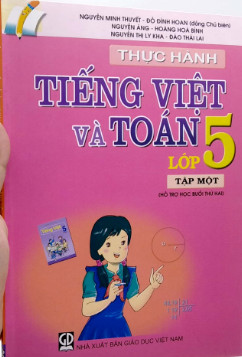 NGUYỄN MINH THUYẾT - ĐỖ ĐÌNH HOAN (đồng Chủ biên)
NGUYỄN ÁNG - HOÀNG HOÀ BÌNH
NGUYỄN THỊ LY KHA - ĐÀO THÁI LAI
THỰC HÀNH
TIẾNG VIỆT
VÀ TOÁN 5
LỚP
TẬP MỘT
(HỖ TRỢ HỌC BUỔI THỨ HAI)
NHÀ XUẤT BẢN GIÁO DỤC VIỆT NAM